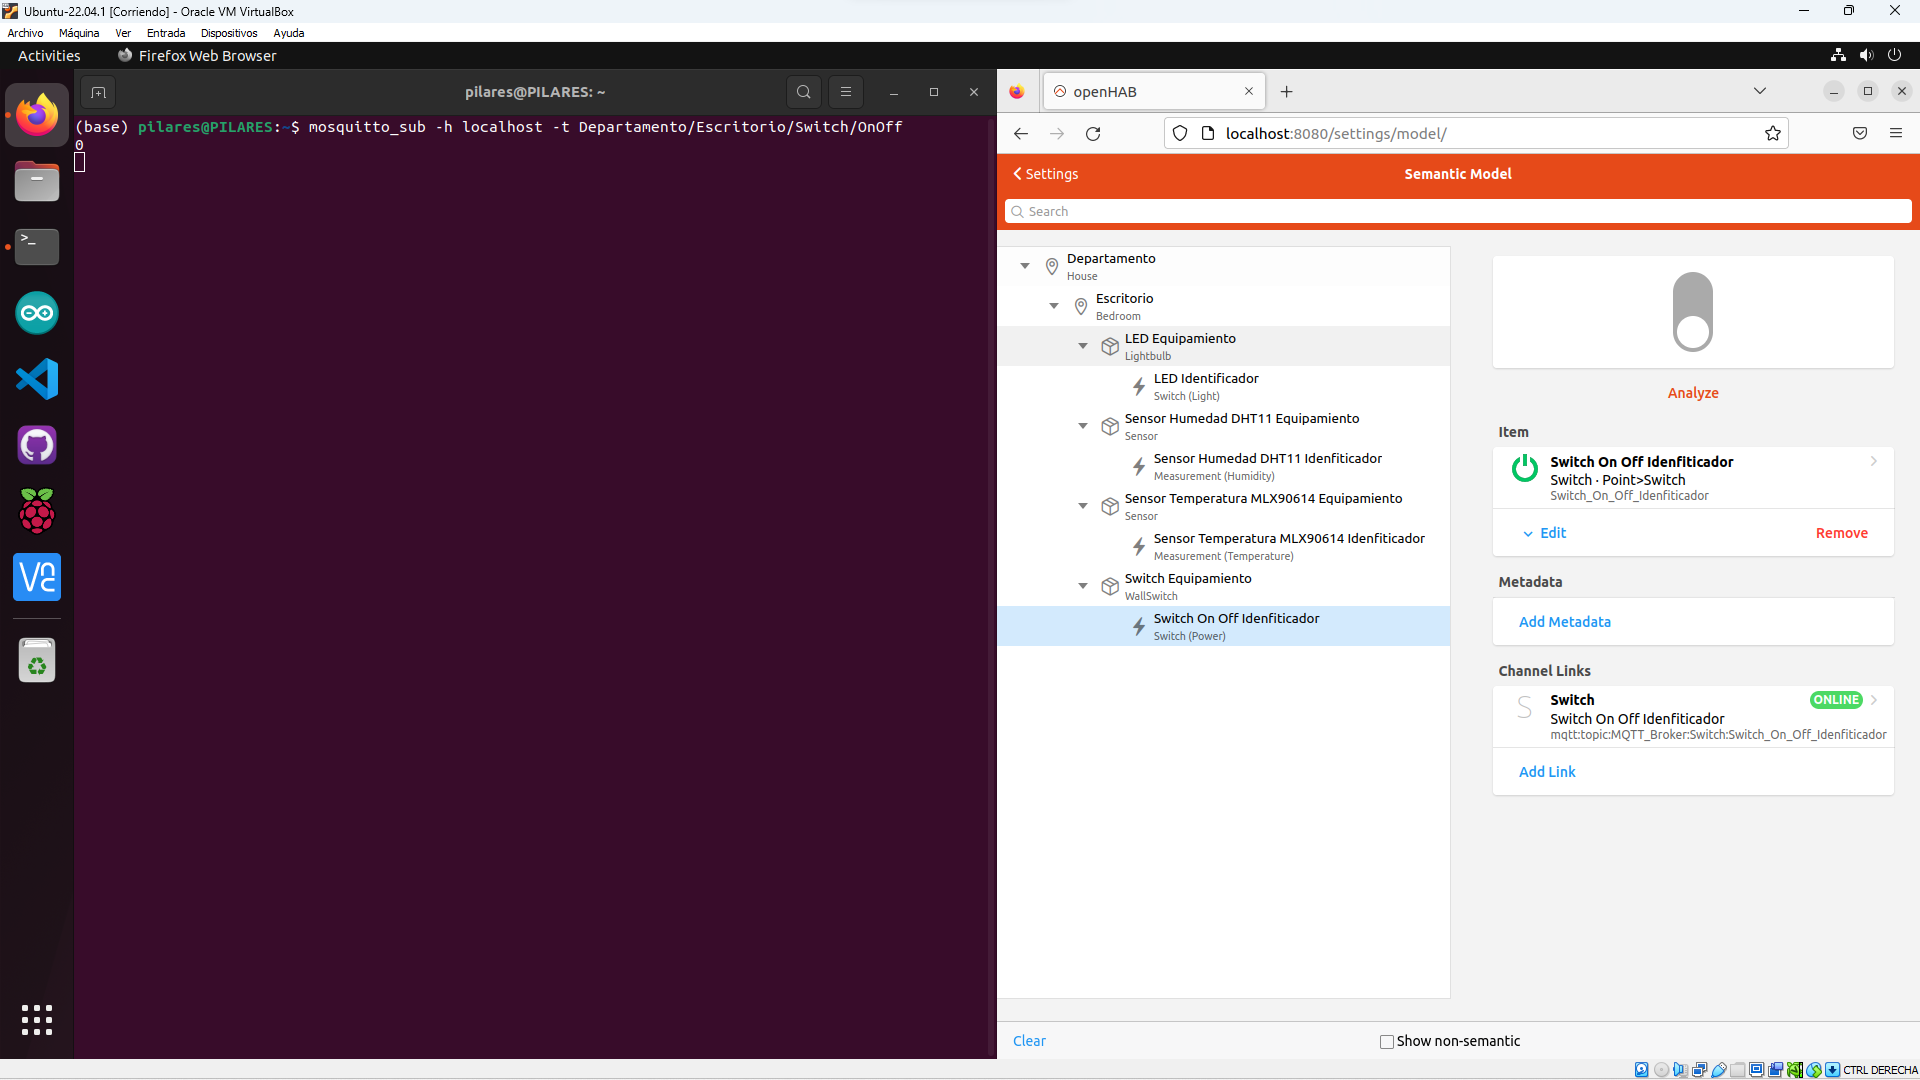 Ubuntu-22.04.1 [Corriendo] - Oracle VM VirtualBox
Archivo Máquina Ver Entrada Dispositivos Ayuda
Activities Firefox Web Browser
pilares@PILARES: ~
(base) pilares@PILARES:~$ mosquitto_sub -h localhost -t Departamento/Escritorio/Switch/OnOff
0
openHAB
localhost:8080/settings/model/
Settings
Semantic Model
Search
Departamento
House
Escritorio
Bedroom
LED Equipamiento
Lightbulb
LED Identificador
Switch (Light)
Sensor Humedad DHT11 Equipamiento
Sensor
Sensor Humedad DHT11 Idenfiticador
Measurement (Humidity)
Sensor Temperatura MLX90614 Equipamiento
Sensor
Sensor Temperatura MLX90614 Idenfiticador
Measurement (Temperature)
Switch Equipamiento
WallSwitch
Switch On Off Idenfiticador
Switch (Power)
Analyze
Item
Switch On Off Idenfiticador
Switch · Point>Switch
Switch_On_Off_Idenfiticador
Edit
Remove
Metadata
Add Metadata
Channel Links
S
Switch
ONLINE
Switch On Off Idenfiticador
mqtt:topic:MQTT_Broker:Switch:Switch_On_Off_Idenfiticador
Add Link
Clear
Show non-semantic
CTRL DERECHA